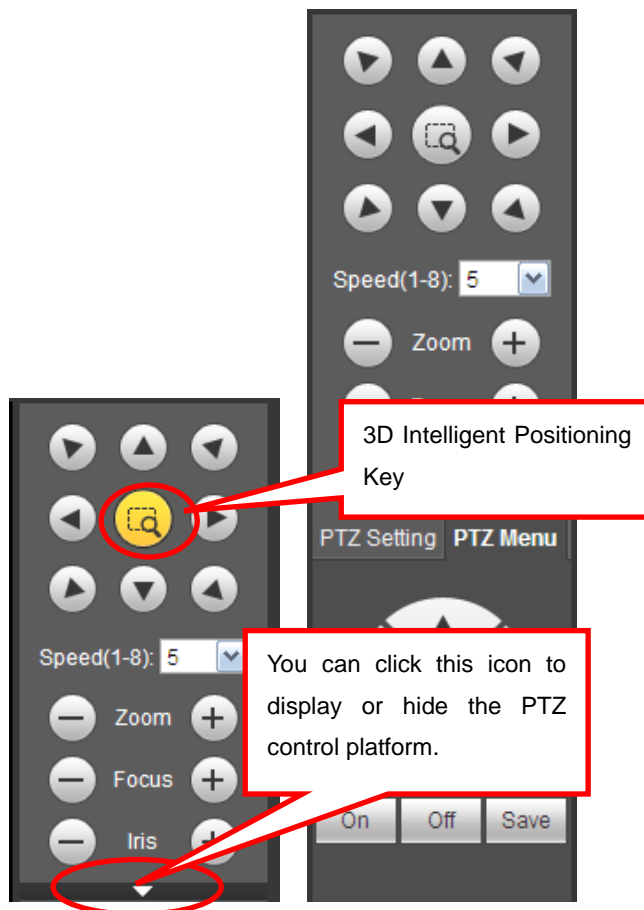 Speed(1-8): 5
Zoom
3D Intelligent Positioning
Key
PTZ Setting PTZ Menu
Speed(1-8): 5
Zoom
Focus
Iris
You can click this icon to
display or hide the PTZ
control platform.
On Off Save